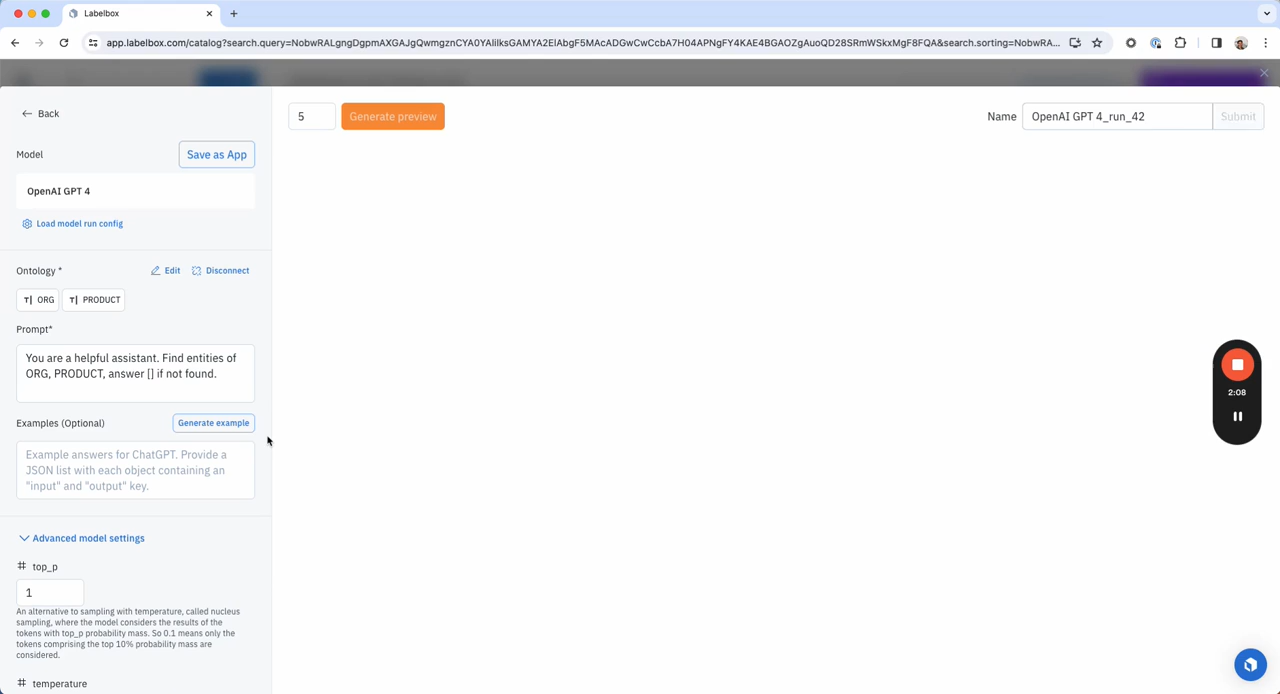 Labelbox
app.labelbox.com/catalog?search.query=NobwRALgngDgpmAXGAJgQwmgznCYA0YAlilksGAMYA2ElAbgF5MAcADGwCwCcbA7H04APNgFY4KAE4BGAOZgAuoQD28SRmWSkxMgF8FQA&search.sorting=NobwRA...
Back
Model
Save as App
OpenAI GPT 4
Load model run config
Ontology *
Edit
Disconnect
T| ORG
T| PRODUCT
Prompt*
You are a helpful assistant. Find entities of
ORG, PRODUCT, answer [] if not found.
Examples (Optional)
Generate example
Example answers for ChatGPT. Provide a
JSON list with each object containing an
"input" and "output" key.
Advanced model settings
# top_p
1
An alternative to sampling with temperature, called nucleus
sampling, where the model considers the results of the
tokens with top_p probability mass. So 0.1 means only the
tokens comprising the top 10% probability mass are
considered.
# temperature
5
Generate preview
Name
OpenAI GPT 4_run_42
Submit
2:08